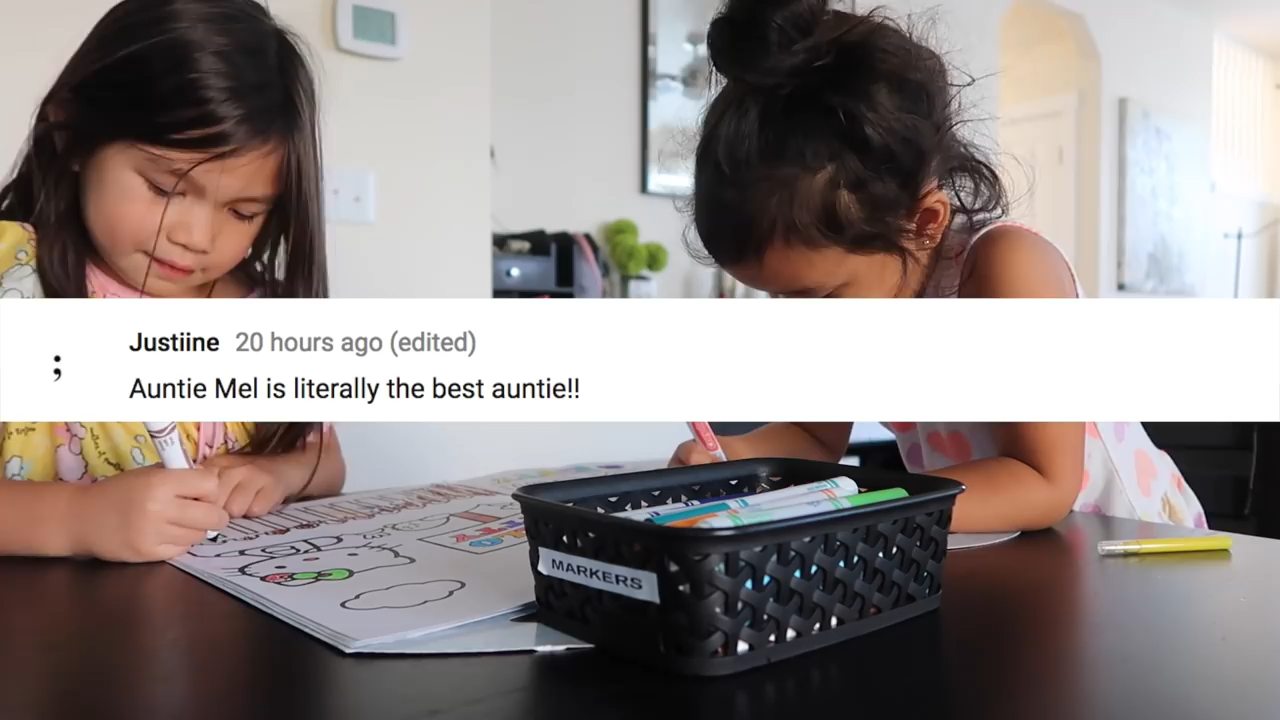 Justiine 20 hours ago (edited)
;
Auntie Mel is literally the best auntie!!
MARKERS